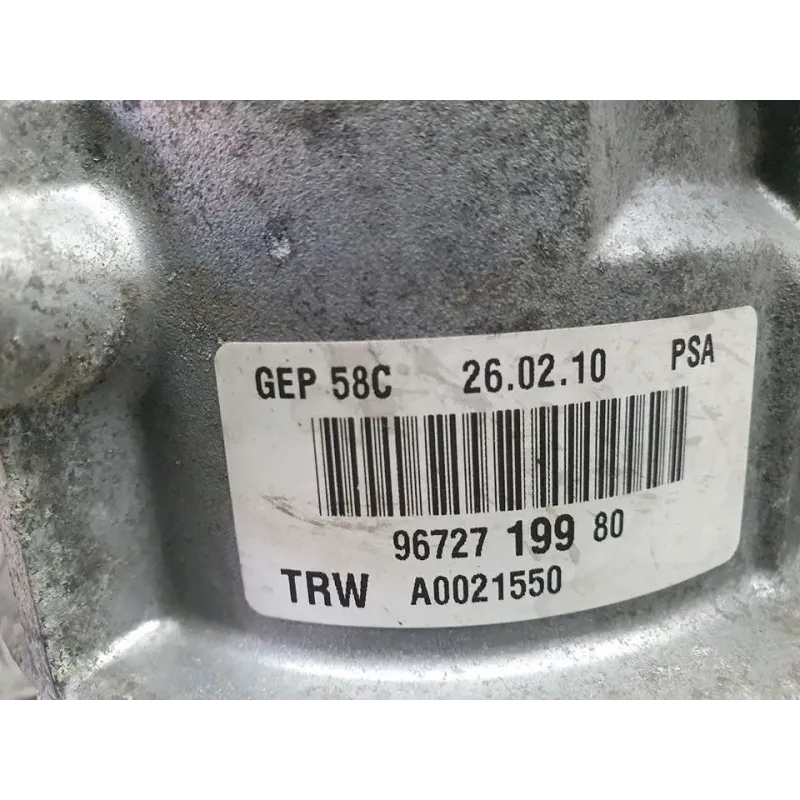 GEP 58C 26.02.10 PSA
96727 199 80
TRW A0021550